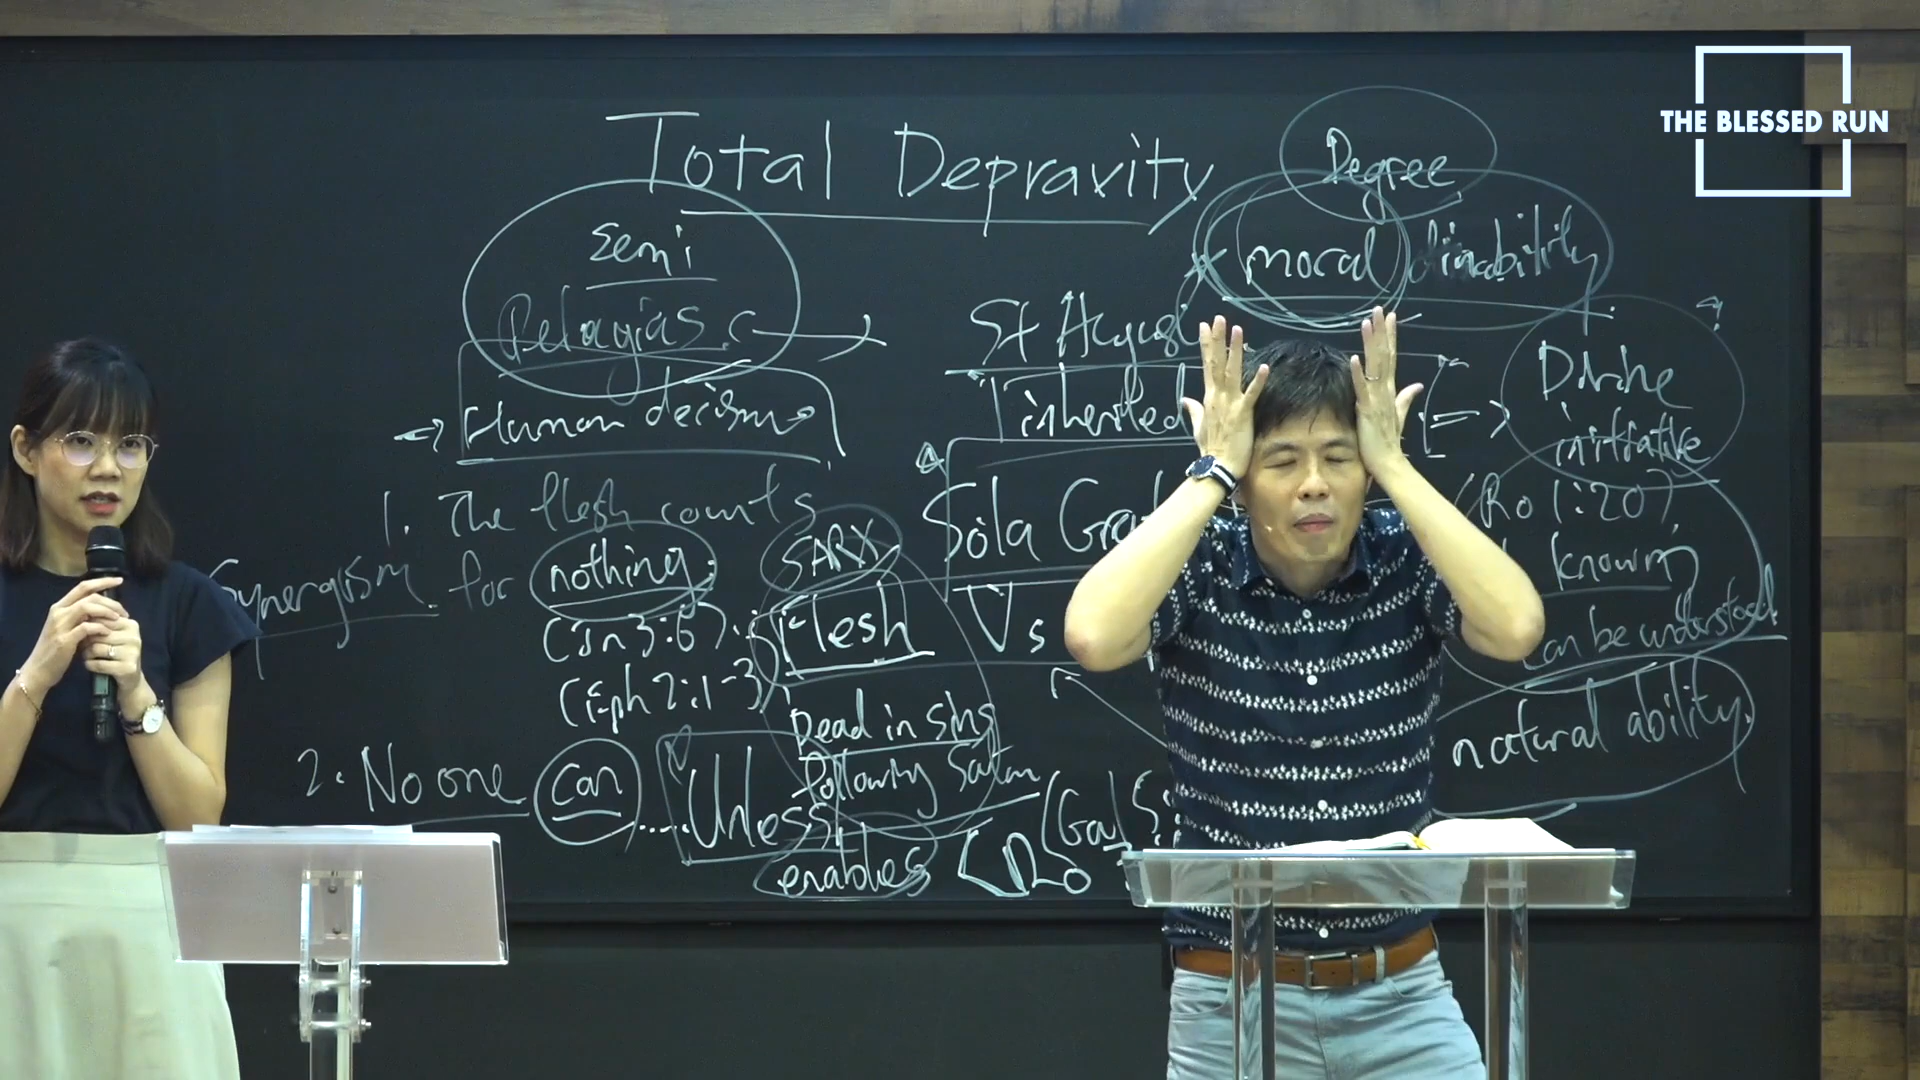 THE BLESSED RUN
Total Depravity
Degree
Semi
moral inability
Pelagias
St Augus
Human decision
inherited
=> Divine
initiative
1. The flesh counts
for nothing
SARX
Sola Gra
(Ro 1:20)
Synergism
(Jn 3:6)
Flesh
Vs
known
can be understood
(Eph 2:1-3)
Dead in sins
natural ability
2. No one can ..... Unless
Following Satan
enables
(Gal 5: